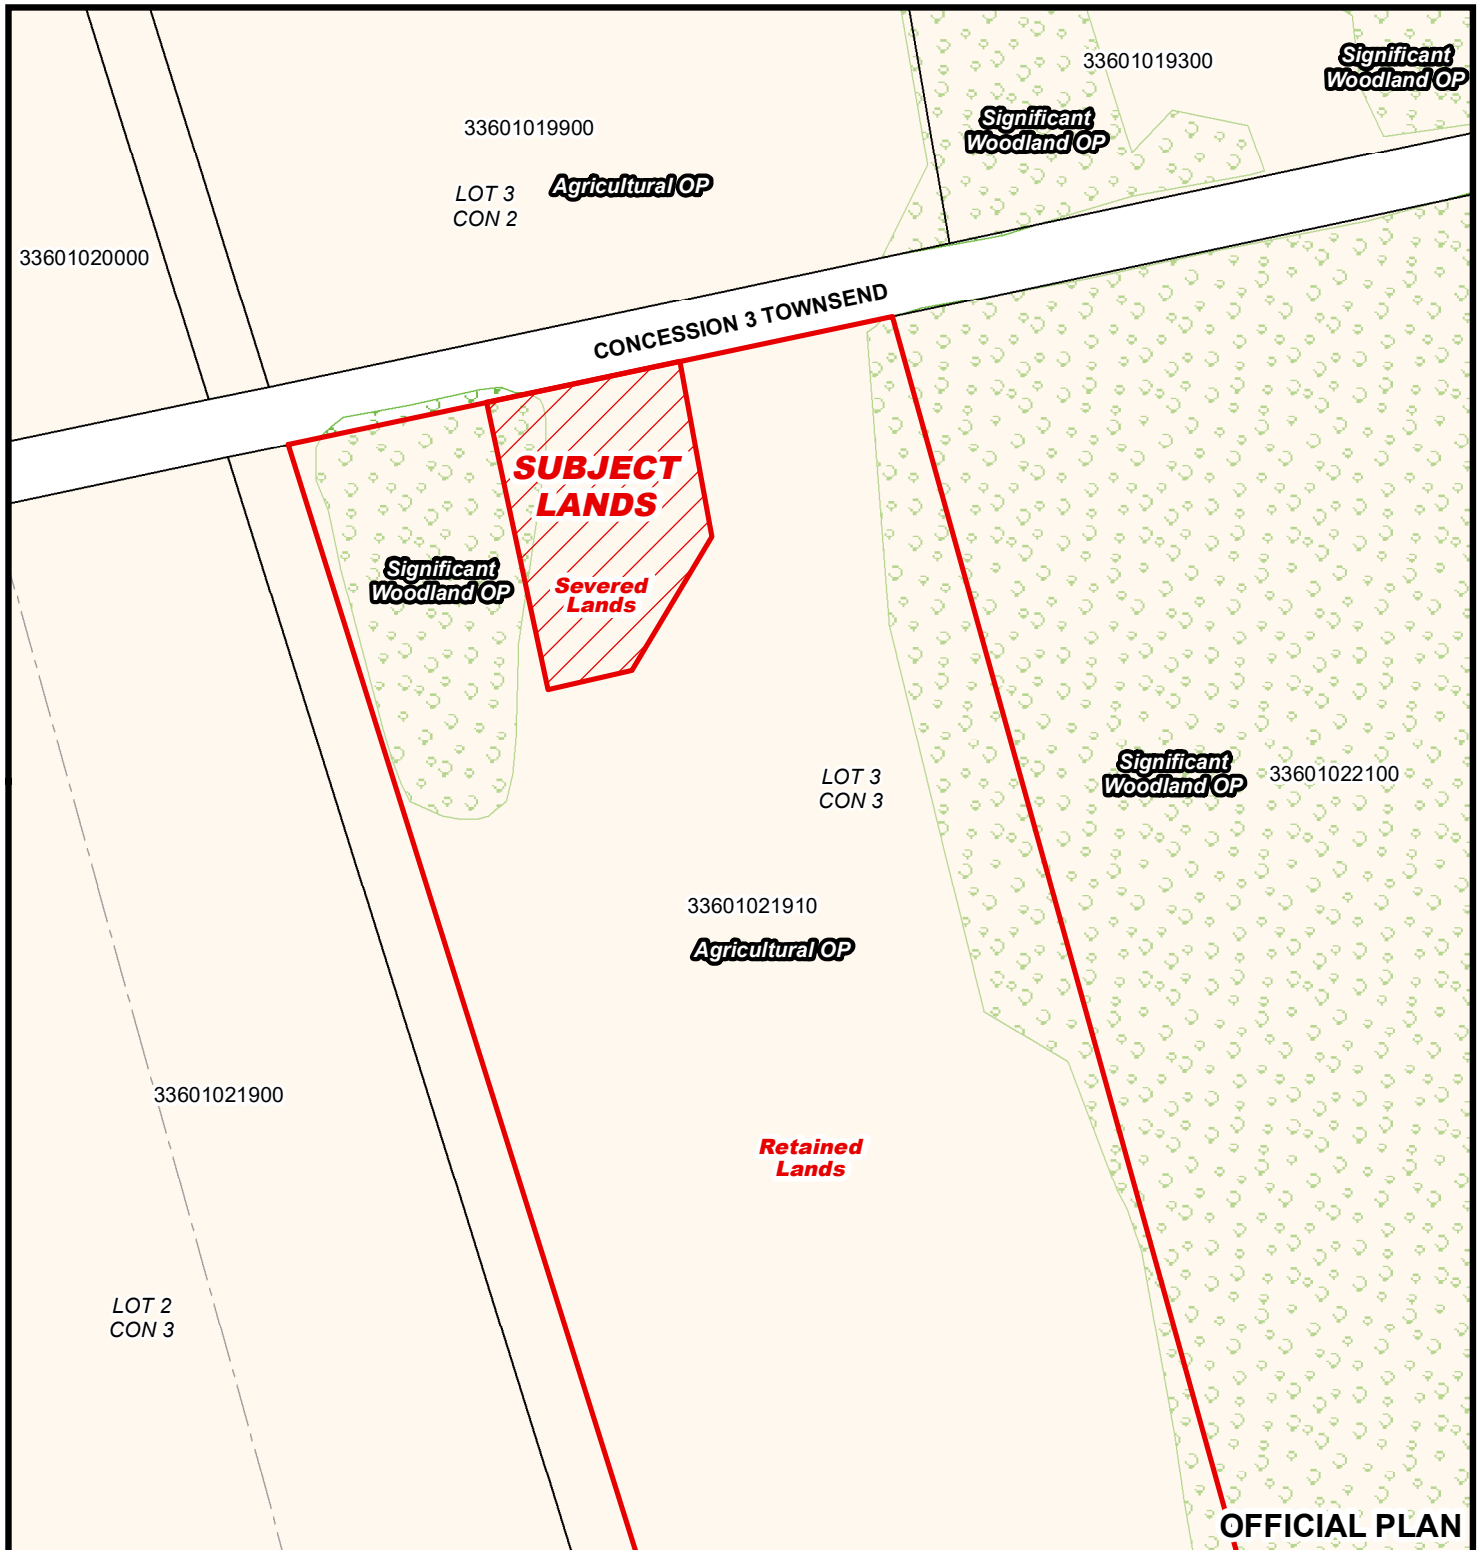 33601019300
Significant
Woodland OP
33601019900
Significant
Woodland OP
LOT 3
CON 2
Agricultural OP
33601020000
CONCESSION 3 TOWNSEND
SUBJECT
LANDS
Significant
Woodland OP
Severed
Lands
LOT 3
CON 3
Significant
Woodland OP
33601022100
33601021910
Agricultural OP
33601021900
Retained
Lands
LOT 2
CON 3
OFFICIAL PLAN